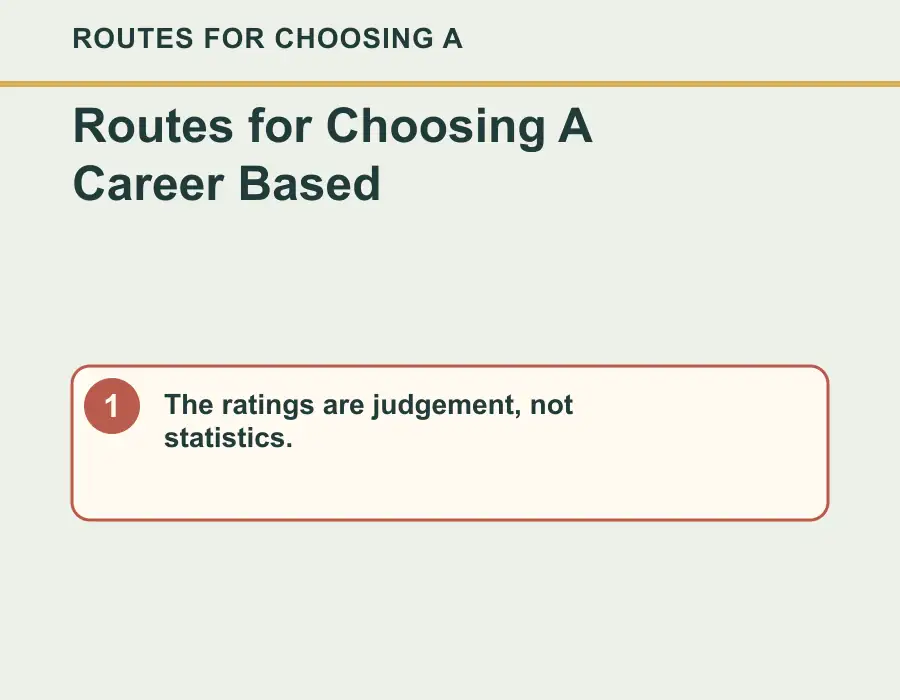 ROUTES FOR CHOOSING A
Routes for Choosing A
Career Based
1
The ratings are judgement, not
statistics.